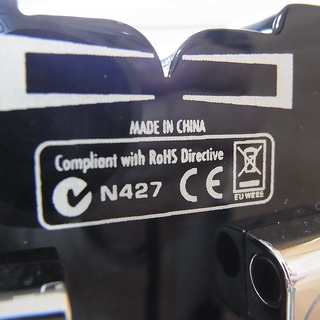 MADE IN CHINA
Compliant with RoHS Directive
N427 CE
EU WEEE